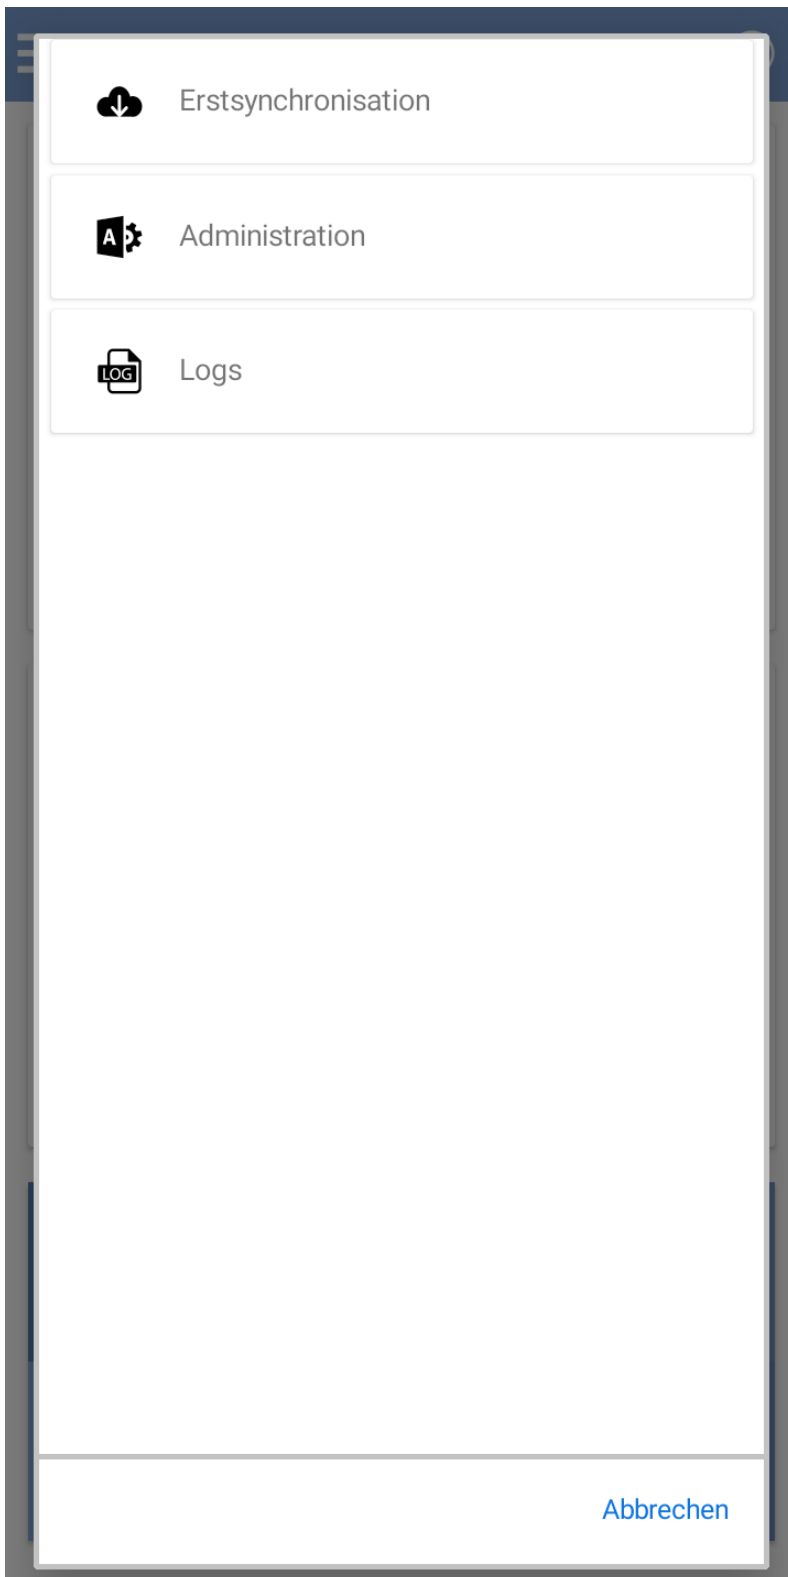 Erstsynchronisation
A
Administration
LOG
Logs
Abbrechen